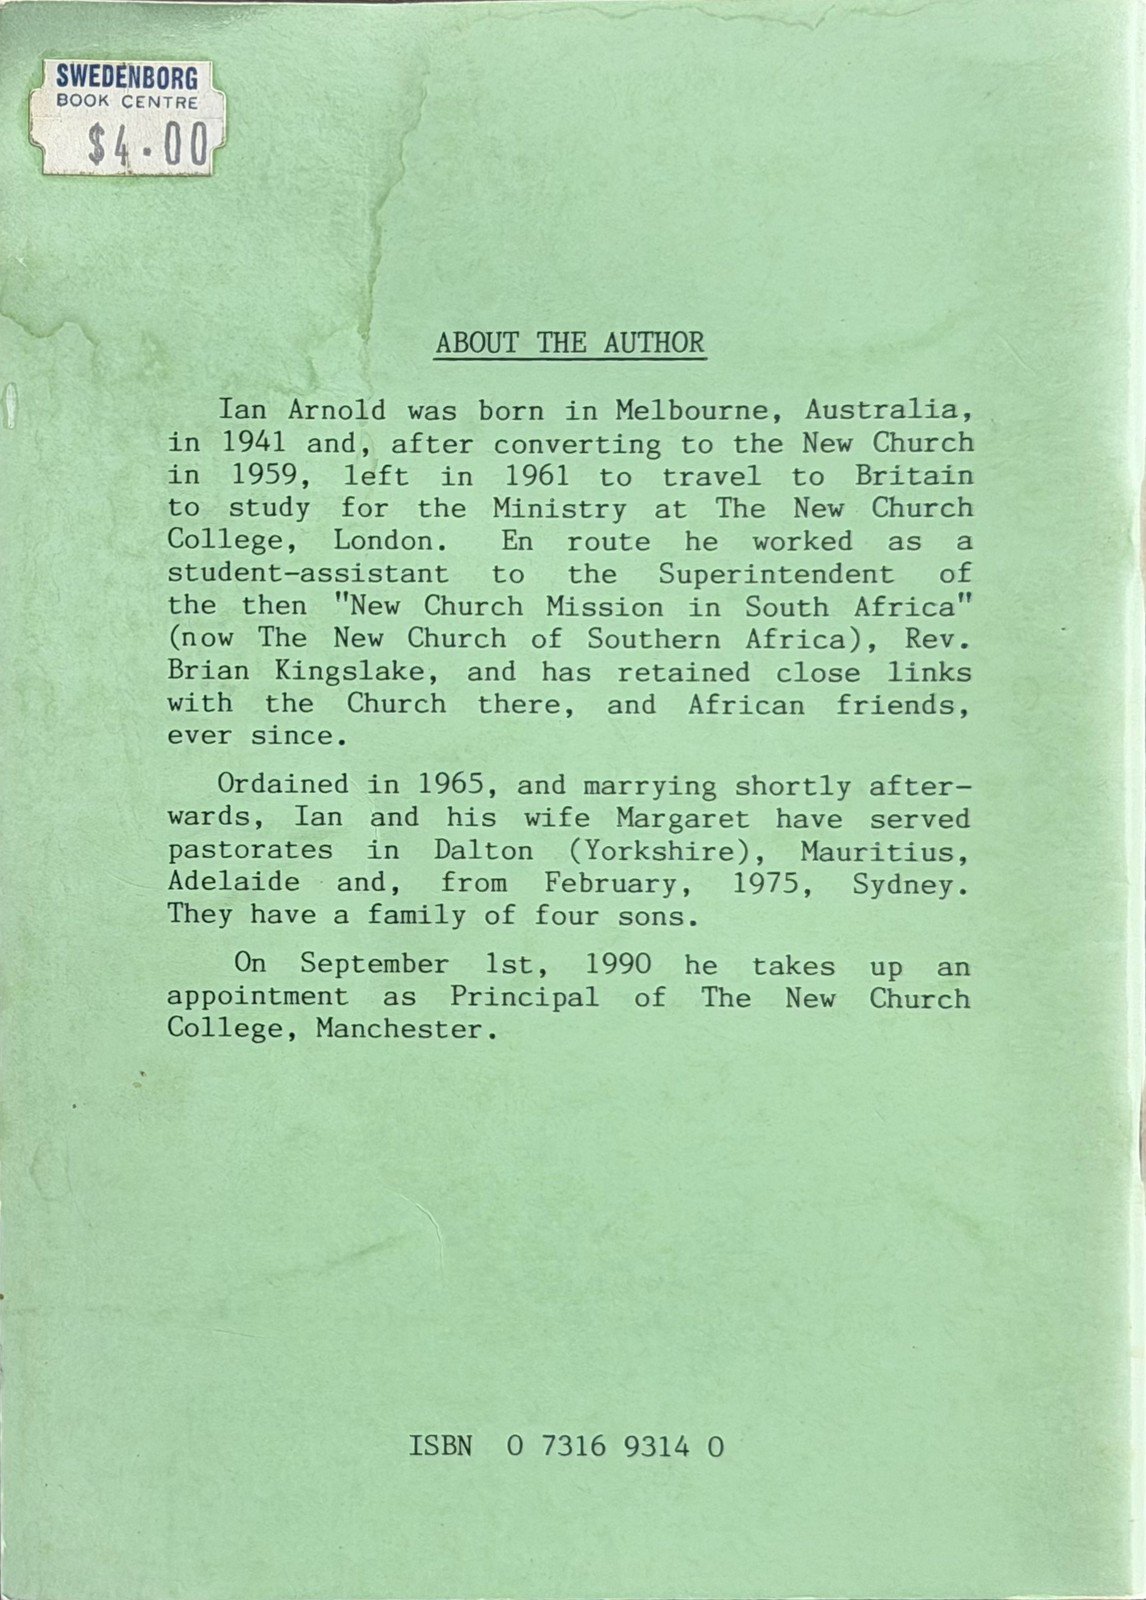 SWEDENBORG
BOOK CENTRE
$4.00
ABOUT THE AUTHOR
Ian Arnold was born in Melbourne, Australia,
in 1941 and, after converting to the New Church
in 1959, left in 1961 to travel to Britain
to study for the Ministry at The New Church
College, London. En route he worked as a
student-assistant to the Superintendent of
the then "New Church Mission in South Africa"
(now The New Church of Southern Africa), Rev.
Brian Kingslake, and has retained close links
with the Church there, and African friends,
ever since.
Ordained in 1965, and marrying shortly after-
wards, Ian and his wife Margaret have served
pastorates in Dalton (Yorkshire), Mauritius,
Adelaide and, from February, 1975, Sydney.
They have a family of four sons.
On September 1st, 1990 he takes up an
appointment as Principal of The New Church
College, Manchester.
ISBN 0 7316 9314 0